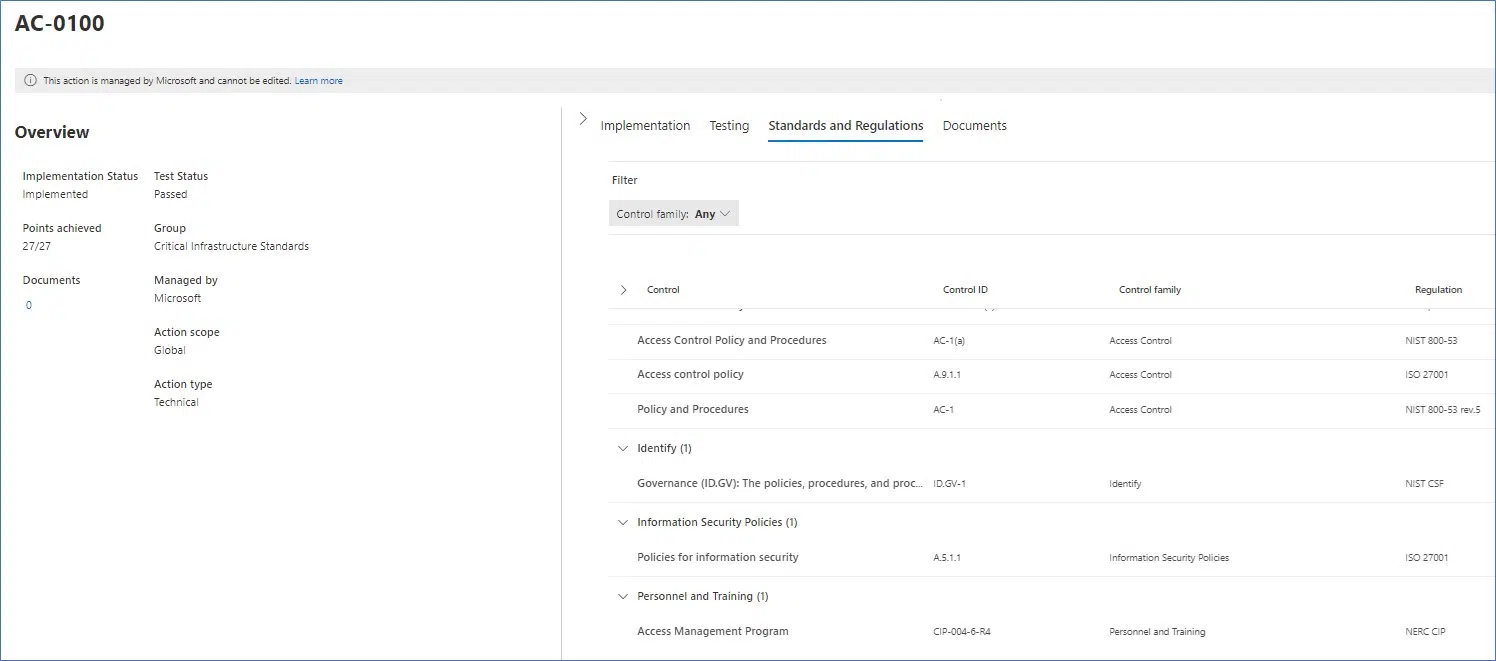 AC-0100
This action is managed by Microsoft and cannot be edited. Learn more
Overview
Implementation Status Test Status
Implemented Passed
Points achieved Group
27/27 Critical Infrastructure Standards
Documents Managed by
0 Microsoft
Action scope
Global
Action type
Technical
Implementation Testing Standards and Regulations Documents
Filter
Control family: Any
Control Control ID Control family Regulation
Access Control Policy and Procedures AC-1(a) Access Control NIST 800-53
Access control policy A.9.1.1 Access Control ISO 27001
Policy and Procedures AC-1 Access Control NIST 800-53 rev.5
Identify (1)
Governance (ID.GV): The policies, procedures, and proc... ID.GV-1 Identify NIST CSF
Information Security Policies (1)
Policies for information security A.5.1.1 Information Security Policies ISO 27001
Personnel and Training (1)
Access Management Program CIP-004-6-R4 Personnel and Training NERC CIP